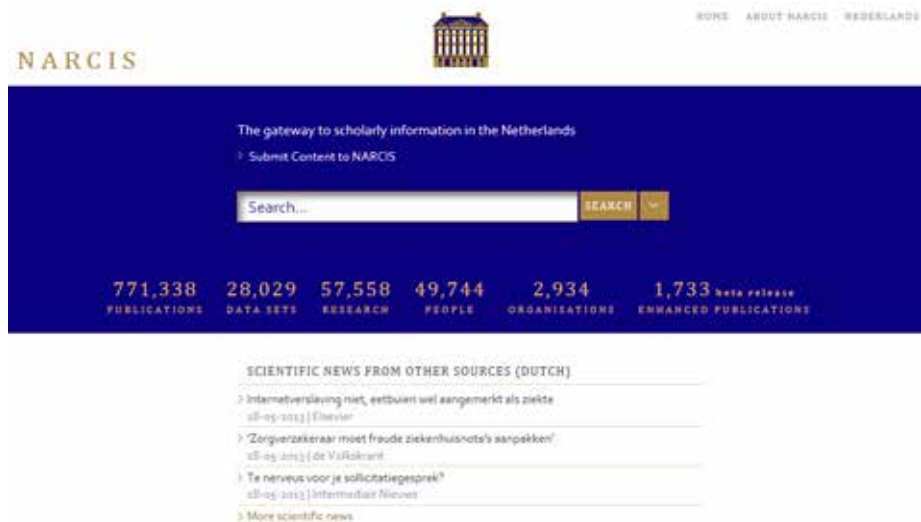 HOME ABOUT NARCIS NEDERLANDS
NARCIS
The gateway to scholarly information in the Netherlands
› Submit Content to NARCIS
Search...
SEARCH
771,338 28,029 57,558 49,744 2,934 1,733 beta release
PUBLICATIONS DATA SETS RESEARCH PEOPLE ORGANISATIONS ENHANCED PUBLICATIONS
SCIENTIFIC NEWS FROM OTHER SOURCES (DUTCH)
› Internetverslaving niet, eetbuien wel aangemerkt als ziekte
18-05-2013 | Elsevier
› 'Zorgverzekeraar moet fraude ziekenhuisnota's aanpakken'
18-05-2013 | de Volkskrant
› Te nerveus voor je sollicitatiegesprek?
18-05-2013 | Intermediair Nieuws
› More scientific news